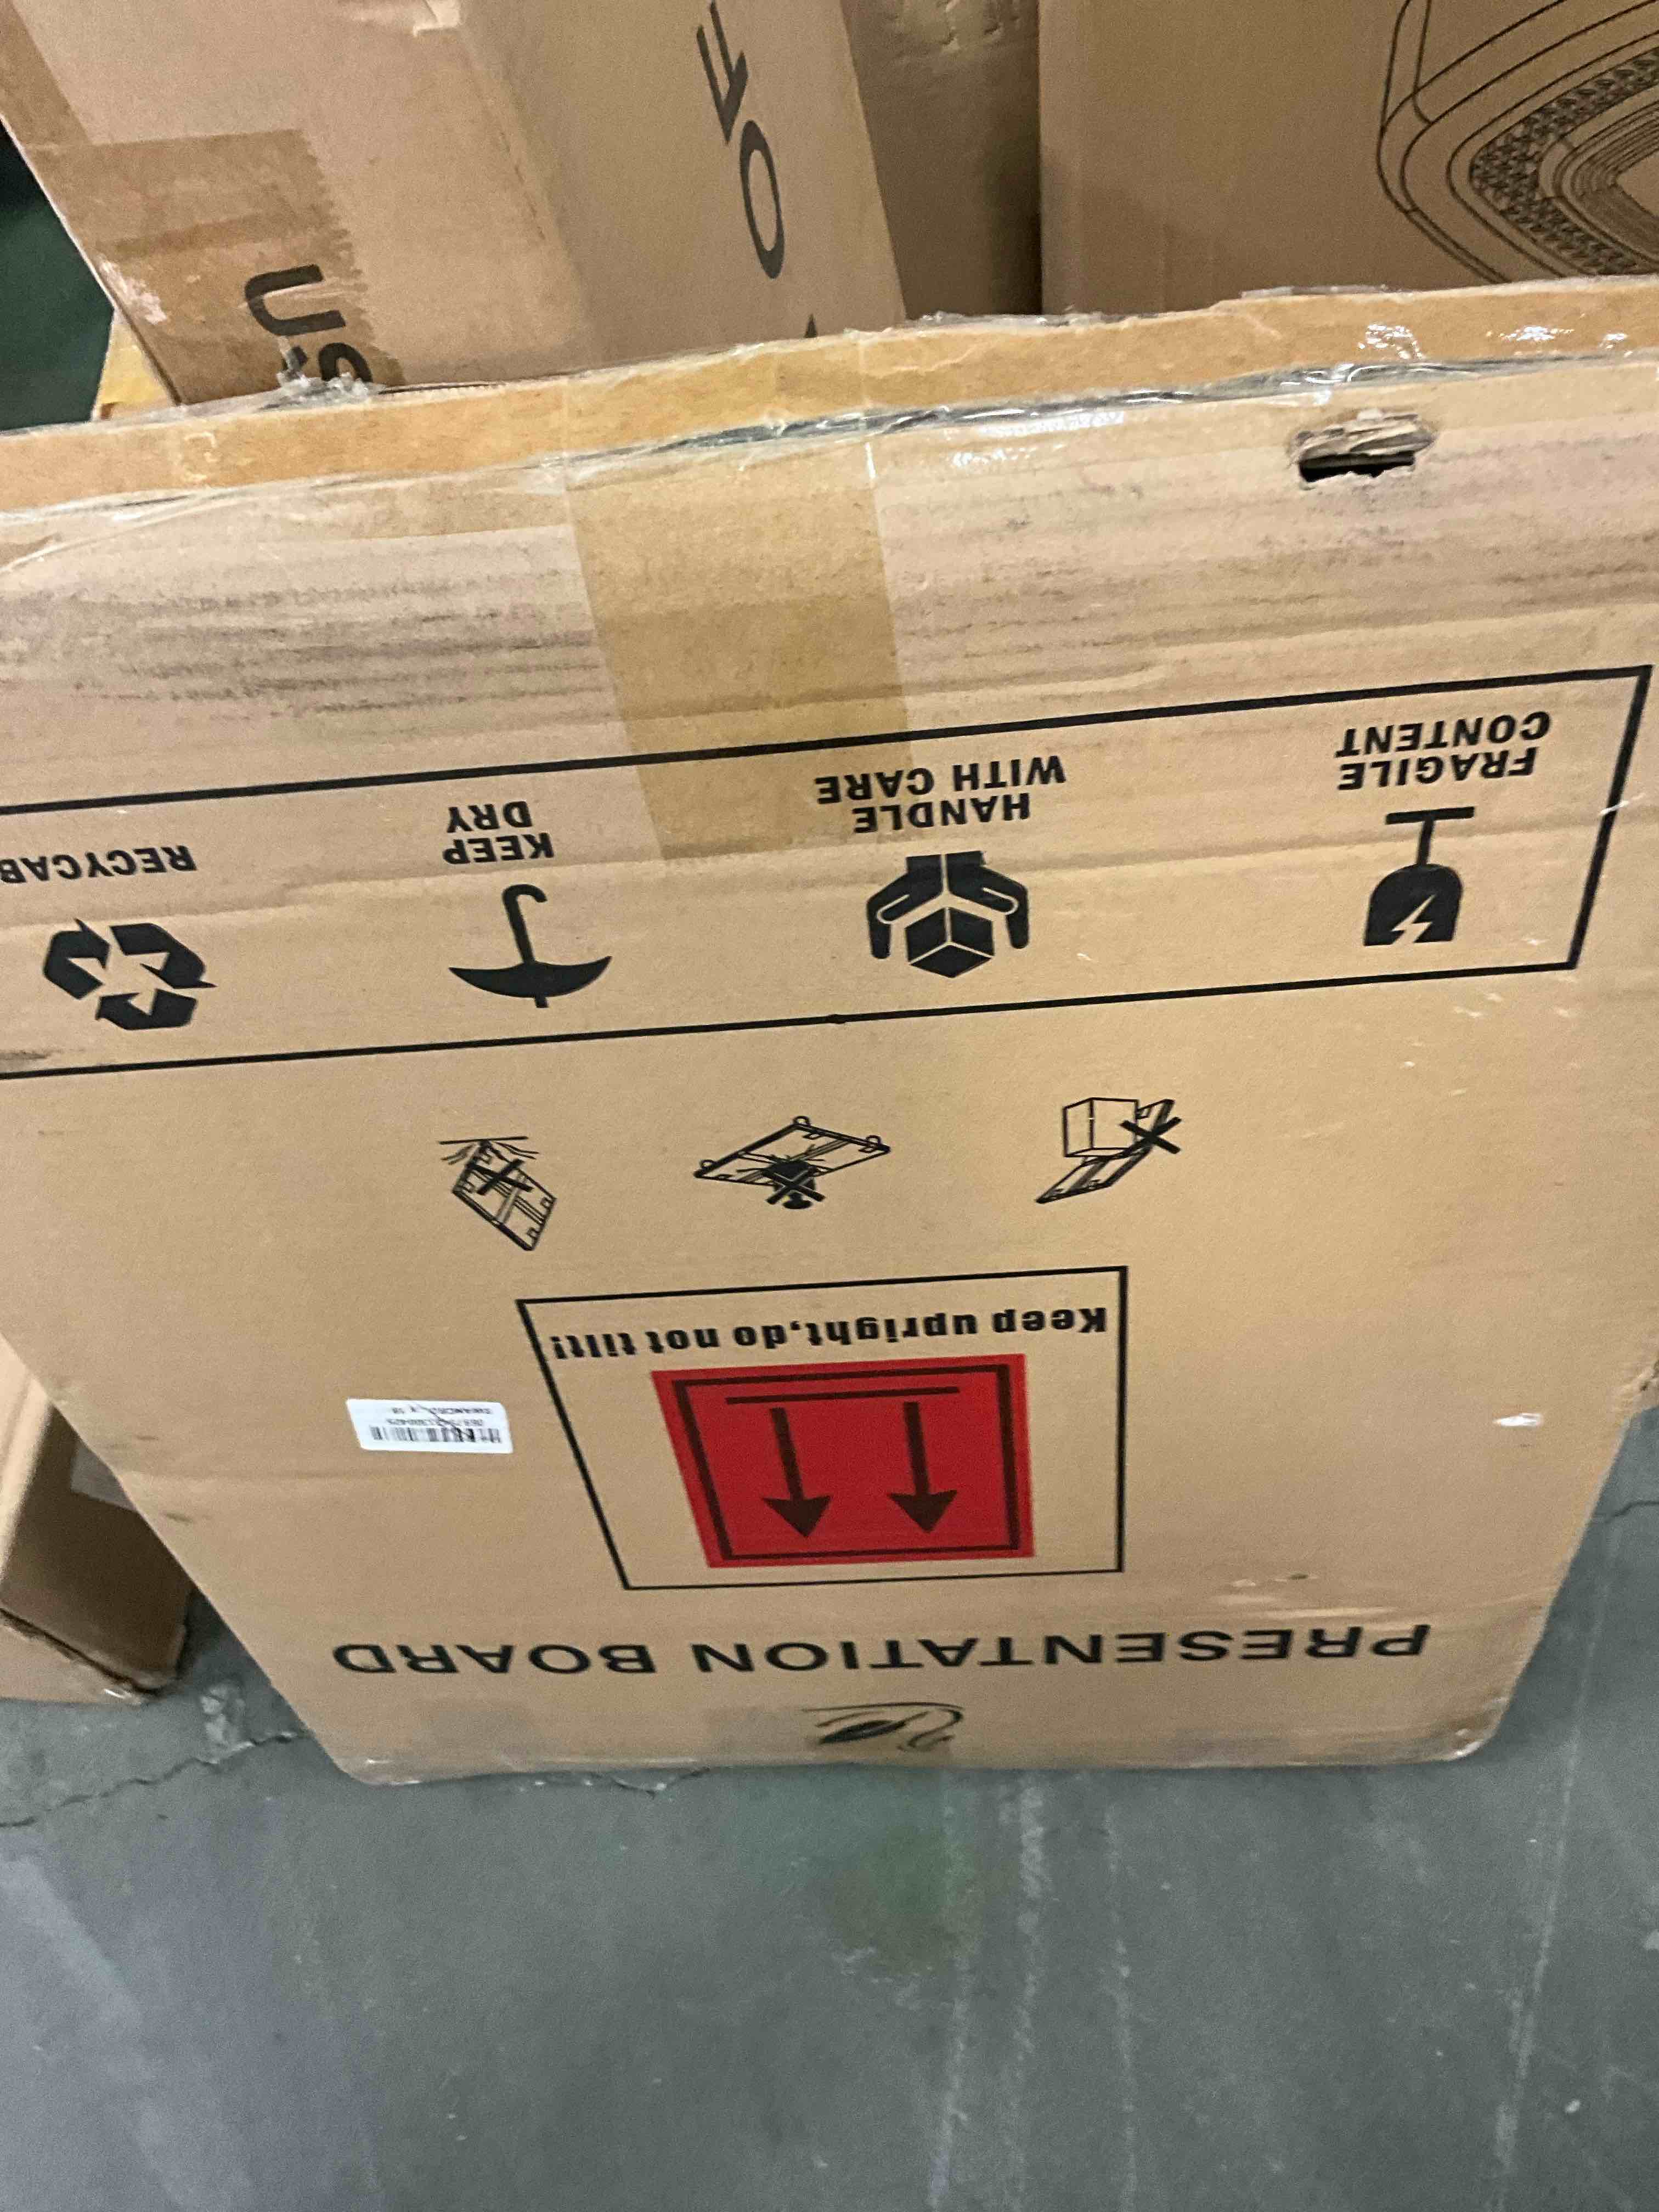 PRESENTATION BOARD
Keep upright,do not tilt!
FRAGILE
CONTENT
HANDLE
WITH CARE
KEEP
DRY
RECYCAB
OF
US